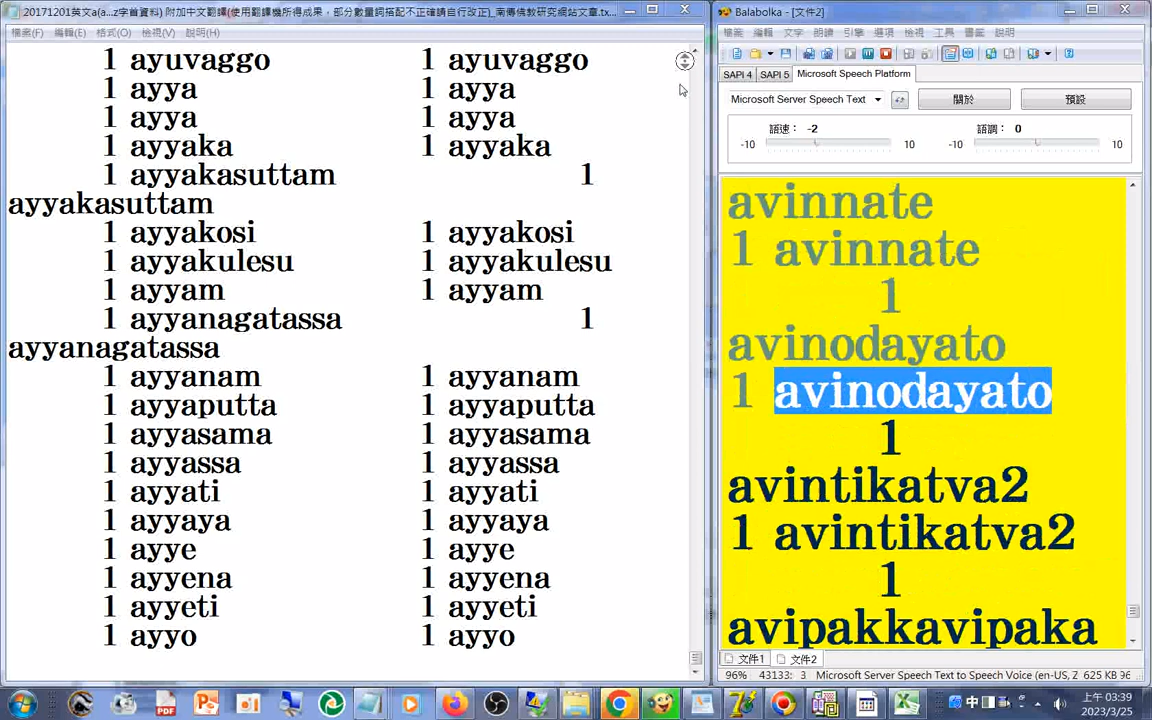 20171201英文a(a...z字首資料) 附加中文翻譯(使用翻譯機所得成果，部分數量詞搭配不正確請自行改正)_南傳佛教研究網站文章.tx...
檔案(F) 編輯(E) 格式(O) 檢視(V) 說明(H)
1 ayuvaggo 1 ayuvaggo
1 ayya 1 ayya
1 ayya 1 ayya
1 ayyaka 1 ayyaka
1 ayyakasuttam 1
ayyakasuttam
1 ayyakosi 1 ayyakosi
1 ayyakulesu 1 ayyakulesu
1 ayyam 1 ayyam
1 ayyanagatassa 1
ayyanagatassa
1 ayyanam 1 ayyanam
1 ayyaputta 1 ayyaputta
1 ayyasama 1 ayyasama
1 ayyassa 1 ayyassa
1 ayyati 1 ayyati
1 ayyaya 1 ayyaya
1 ayye 1 ayye
1 ayyena 1 ayyena
1 ayyeti 1 ayyeti
1 ayyo 1 ayyo
Balabolka - [文件2]
檔案 編輯 文字 朗讀 引擎 選項 檢視 工具 書籤 說明
SAPI 4 SAPI 5 Microsoft Speech Platform
Microsoft Server Speech Text 關於 預設
語速： -2 語調： 0
-10 10 -10 10
avinnate
1 avinnate
1
avinodayato
1 avinodayato
1
avintikatva2
1 avintikatva2
1
avipakkavipaka
文件1 文件2
96% 43133: 3 Microsoft Server Speech Text to Speech Voice (en-US, Z 625 KB 96
中 上午 03:39
2023/3/25